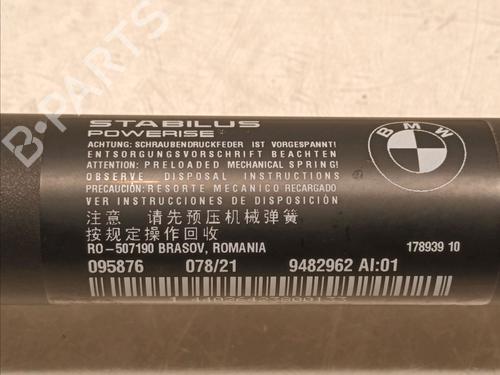 B-PARTS
STABILUS
POWERISE
BMW
ACHTUNG: SCHRAUBENDRUCKFEDER IST VORGESPANNT!
ENTSORGUNGSVORSCHRIFT BEACHTEN
ATTENTION: PRELOADED MECHANICAL SPRING!
OBSERVE DISPOSAL INSTRUCTIONS
PRECAUCIÓN: RESORTE MECANICO RECARGADO
VER INSTRUCCIONES DE DISPOSICIÓN
注意 请先预压机械弹簧
按规定操作回收
RO-507190 BRASOV, ROMANIA
178939 10
095876 078/21 9482962 AI:01
1 44026423800133